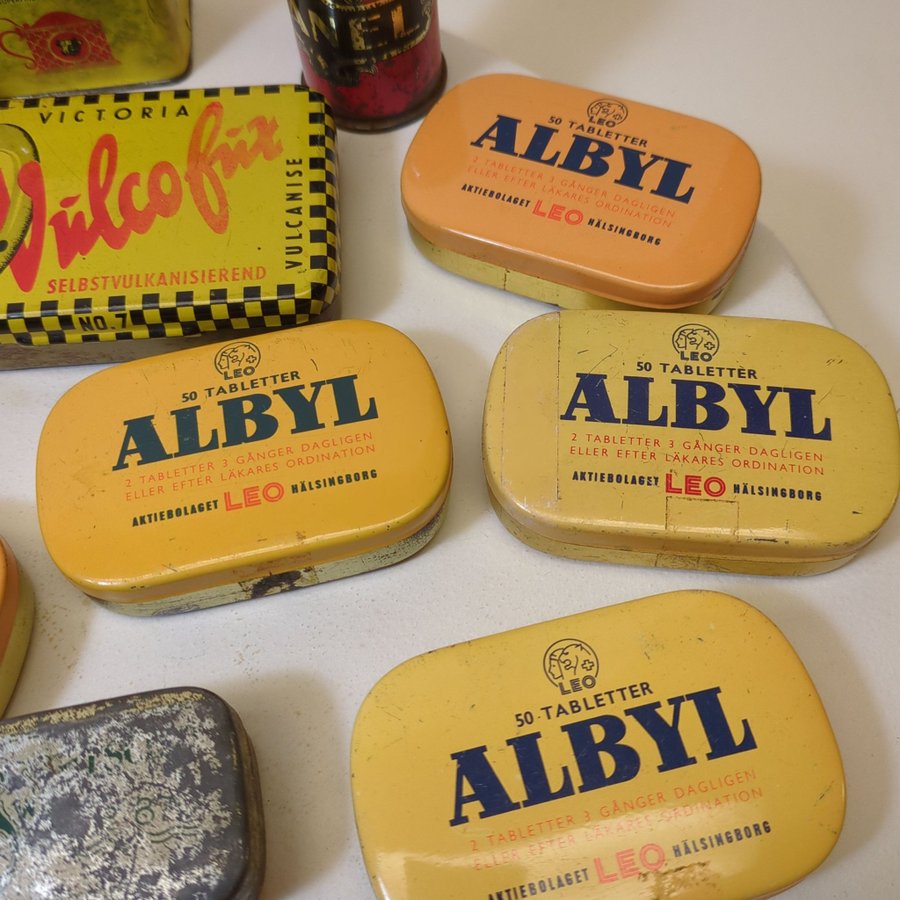 VICTORIA
Vulcofix
VULCANISE
SELBSTVULKANISIEREND
NO. 7
LEO
50 TABLETTER
ALBYL
2 TABLETTER 3 GÅNGER DAGLIGEN
ELLER EFTER LÄKARES ORDINATION
AKTIEBOLAGET LEO HÄLSINGBORG
LEO
50 TABLETTER
ALBYL
2 TABLETTER 3 GÅNGER DAGLIGEN
ELLER EFTER LÄKARES ORDINATION
AKTIEBOLAGET LEO HÄLSINGBORG
LEO
50 TABLETTER
ALBYL
2 TABLETTER 3 GÅNGER DAGLIGEN
ELLER EFTER LÄKARES ORDINATION
AKTIEBOLAGET LEO HÄLSINGBORG
LEO
50 TABLETTER
ALBYL
2 TABLETTER 3 GÅNGER DAGLIGEN
ELLER EFTER LÄKARES ORDINATION
AKTIEBOLAGET LEO HÄLSINGBORG